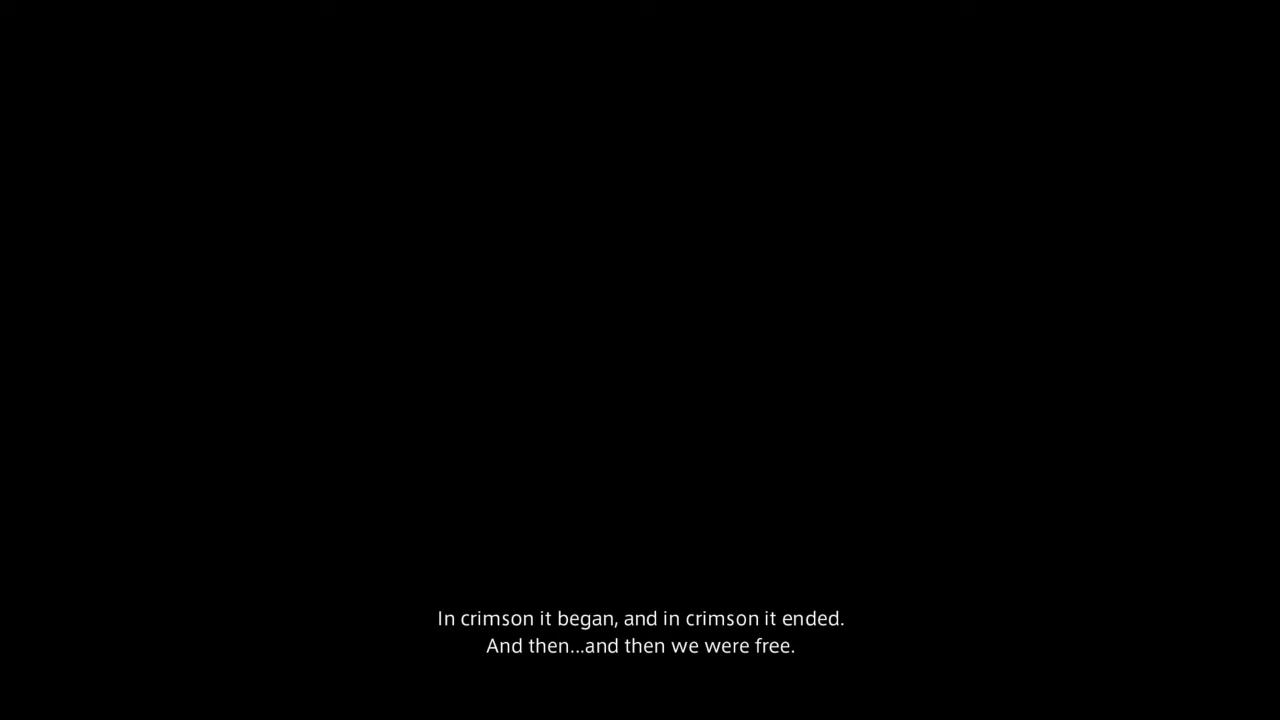 In crimson it began, and in crimson it ended.
And then...and then we were free.